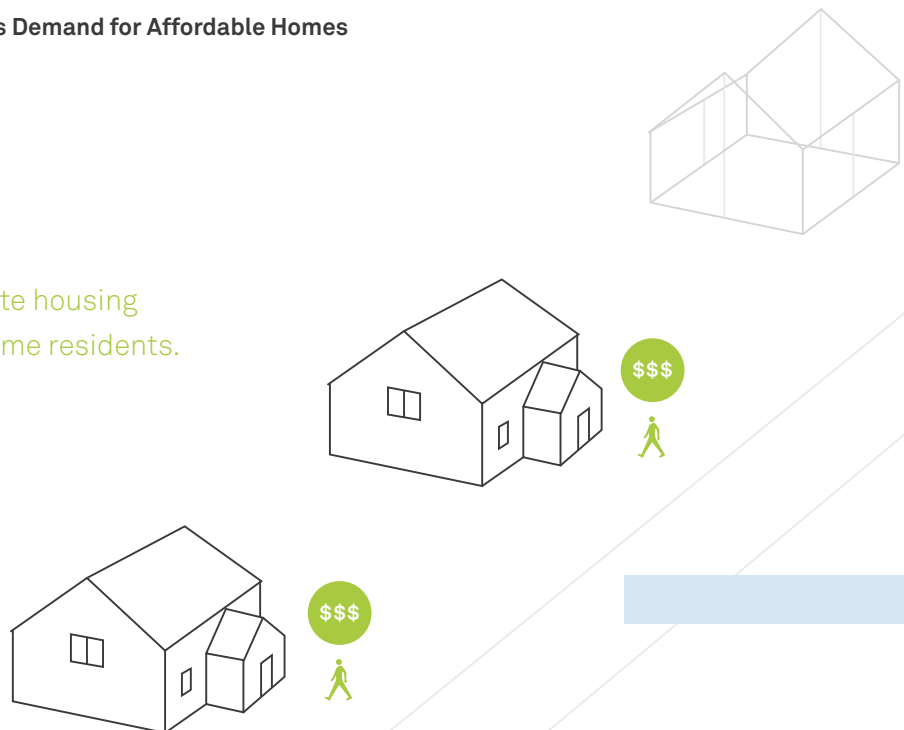 s Demand for Affordable Homes
te housing
me residents.
$$$
$$$